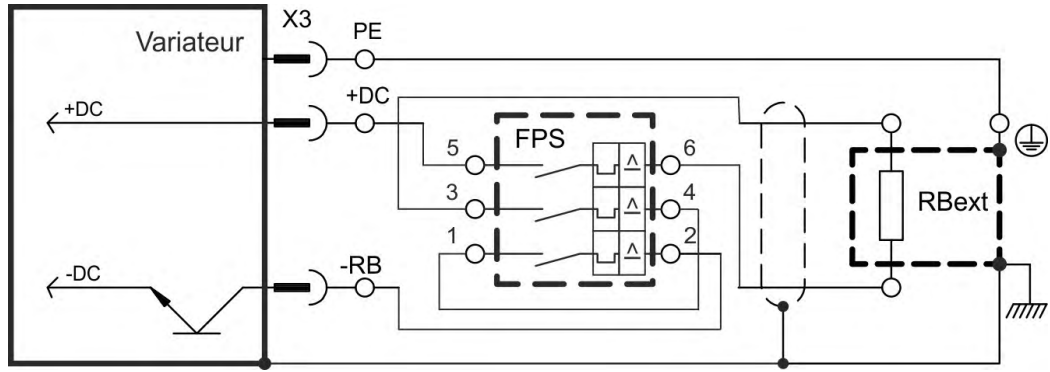 X3
PE
Variateur
+DC
+DC
FPS
5
6
3
4
1
2
RBext
-DC
-RB